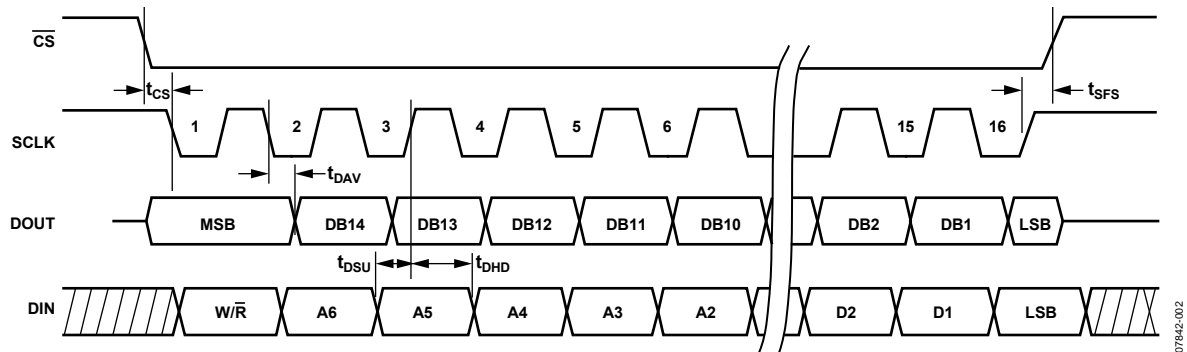 CS
tCS
tSFS
SCLK
1 2 3 4 5 6 15 16
tDAV
DOUT
MSB DB14 DB13 DB12 DB11 DB10 DB2 DB1 LSB
tDSU tDHD
DIN
W/R A6 A5 A4 A3 A2 D2 D1 LSB
07842-002